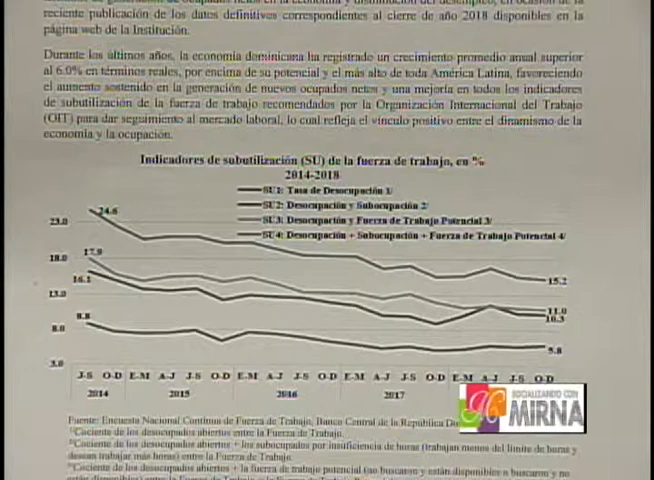 reciente publicación de los datos definitivos correspondientes al cierre de año 2018 disponibles en la
página web de la Institución.
Durante los últimos años, la economía dominicana ha registrado un crecimiento promedio anual superior
al 6.0% en términos reales, por encima de su potencial y el más alto de toda América Latina, favoreciendo
el aumento sostenido en la generación de nuevos ocupados netos y una mejoría en todos los indicadores
de subutilización de la fuerza de trabajo recomendados por la Organización Internacional del Trabajo
(OIT) para dar seguimiento al mercado laboral, lo cual refleja el vínculo positivo entre el dinamismo de la
economía y la ocupación.
Indicadores de subutilización (SU) de la fuerza de trabajo, en %
2014-2018
SU1: Tasa de Desocupación 1/
SU2: Desocupación y Subocupación 2/
SU3: Desocupación y Fuerza de Trabajo Potencial 3/
SU4: Desocupación + Subocupación + Fuerza de Trabajo Potencial 4/
24.6
23.0
17.9
18.0
16.1
15.2
13.0
11.0
10.3
8.8
8.0
5.8
3.0
J-S O-D E-M A-J J-S O-D E-M A-J J-S O-D E-M A-J J-S O-D E-M A-J J-S O-D
2014 2015 2016 2017
SOCIALIZANDO CON
MIRNA
Fuente: Encuesta Nacional Continua de Fuerza de Trabajo, Banco Central de la República
1/Cociente de los desocupados abiertos entre la Fuerza de Trabajo.
2/Cociente de los desocupados abiertos + los subocupados por insuficiencia de horas (trabajan menos del límite de horas y
desean trabajar más horas) entre la Fuerza de Trabajo.
3/Cociente de los desocupados abiertos + la fuerza de trabajo potencial (no buscaron y están disponibles o buscaron y no